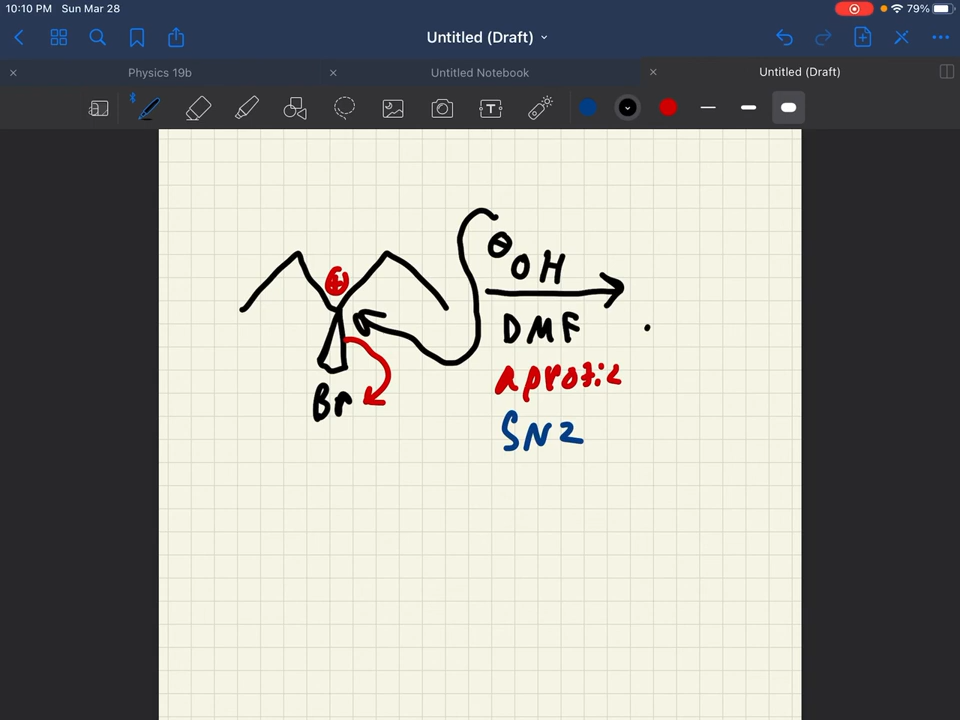 10:10 PM Sun Mar 28
79%
Untitled (Draft)
Physics 19b
Untitled Notebook
Untitled (Draft)
T
⊕
⊖OH
DMF
aprotic
SN2
Br